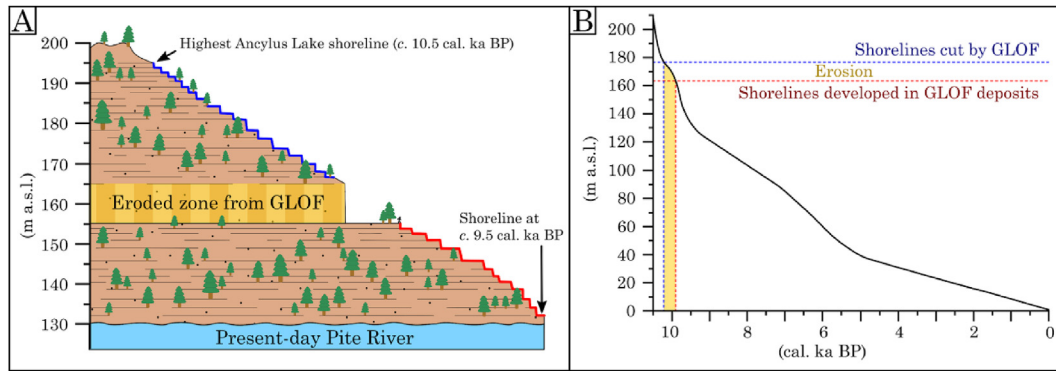 A
Highest Ancylus Lake shoreline (c. 10.5 cal. ka BP)
200
195
190
180
170
160
150
140
130
(m a.s.l.)
Eroded zone from GLOF
Shoreline at
c. 9.5 cal. ka BP
Present-day Pite River
B
200
180
160
140
120
100
80
60
40
20
0
(m a.s.l.)
Shorelines cut by GLOF
Erosion
Shorelines developed in GLOF deposits
10
8
6
4
2
0
(cal. ka BP)